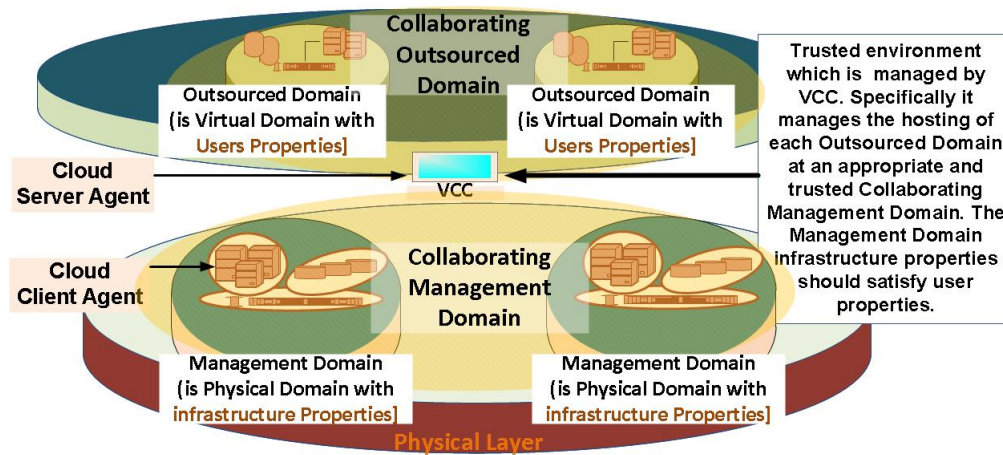 Collaborating
Outsourced
Domain
Outsourced Domain
(is Virtual Domain with
Users Properties]
Outsourced Domain
(is Virtual Domain with
Users Properties]
Trusted environment
which is managed by
VCC. Specifically it
manages the hosting of
each Outsourced Domain
at an appropriate and
trusted Collaborating
Management Domain. The
Management Domain
infrastructure properties
should satisfy user
properties.
Cloud
Server Agent
VCC
Cloud
Client Agent
Collaborating
Management
Domain
Management Domain
(is Physical Domain with
infrastructure Properties]
Management Domain
(is Physical Domain with
infrastructure Properties]
Physical Layer